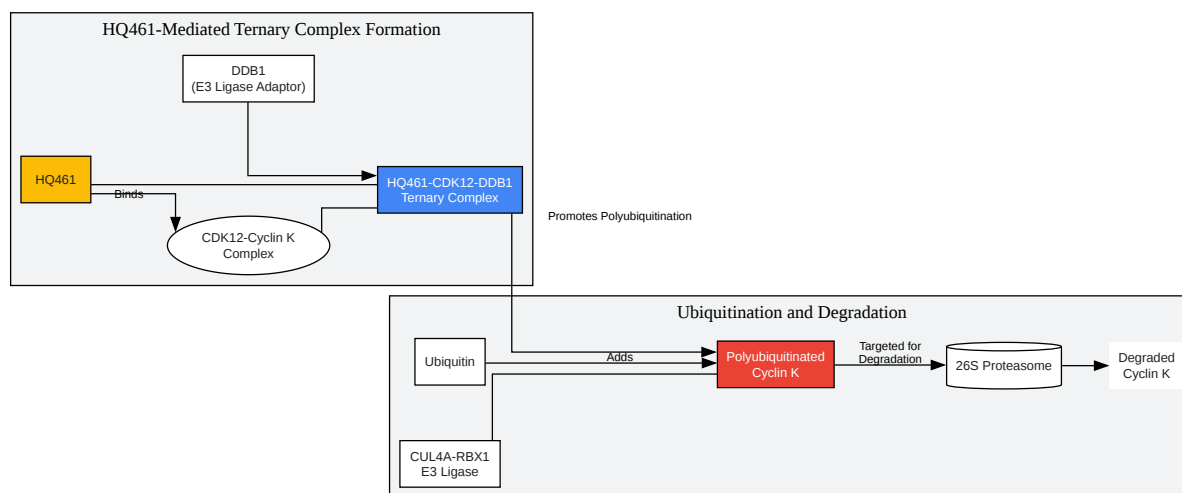 HQ461-Mediated Ternary Complex Formation
DDB1
(E3 Ligase Adaptor)
HQ461
Binds
HQ461-CDK12-DDB1
Ternary Complex
CDK12-Cyclin K
Complex
Promotes Polyubiquitination
Ubiquitination and Degradation
Ubiquitin
Adds
Polyubiquitinated
Cyclin K
Targeted for
Degradation
26S Proteasome
Degraded
Cyclin K
CUL4A-RBX1
E3 Ligase